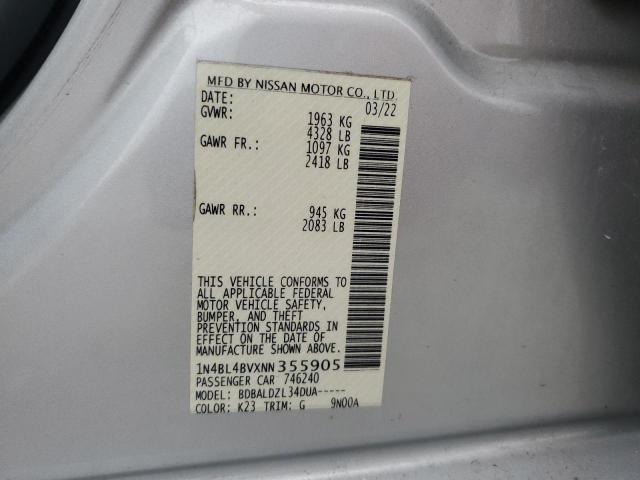 MFD BY NISSAN MOTOR CO., LTD.
DATE: 03/22
GVWR: 1963 KG
4328 LB
GAWR FR.: 1097 KG
2418 LB
GAWR RR.: 945 KG
2083 LB
THIS VEHICLE CONFORMS TO
ALL APPLICABLE FEDERAL
MOTOR VEHICLE SAFETY,
BUMPER, AND THEFT
PREVENTION STANDARDS IN
EFFECT ON THE DATE OF
MANUFACTURE SHOWN ABOVE.
1N4BL4BVXNN355905
PASSENGER CAR 746240
MODEL: BDBALDZL34DUA-----
COLOR: K23 TRIM: G 9N00A